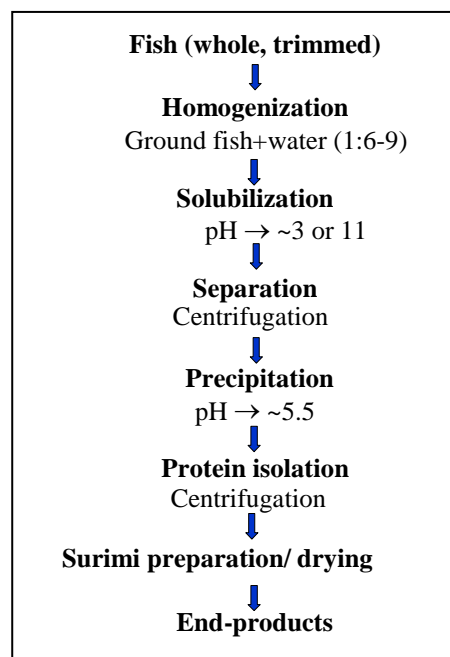 Fish (whole, trimmed)
Homogenization
Ground fish+water (1:6-9)
Solubilization
pH → ~3 or 11
Separation
Centrifugation
Precipitation
pH → ~5.5
Protein isolation
Centrifugation
Surimi preparation/ drying
End-products